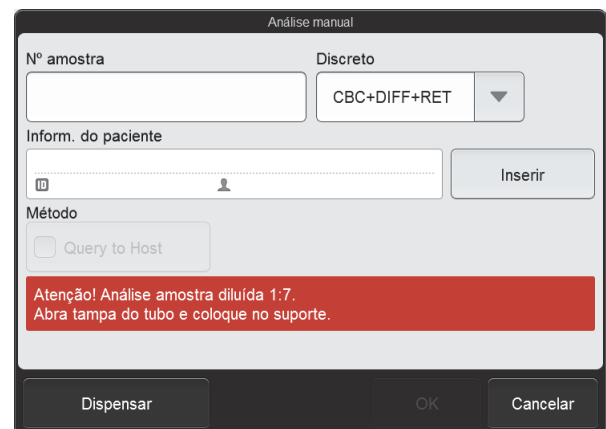 Análise manual
Nº amostra
Discreto
CBC+DIFF+RET
Inform. do paciente
ID
Inserir
Método
Query to Host
Atenção! Análise amostra diluída 1:7.
Abra tampa do tubo e coloque no suporte.
Dispensar
OK
Cancelar